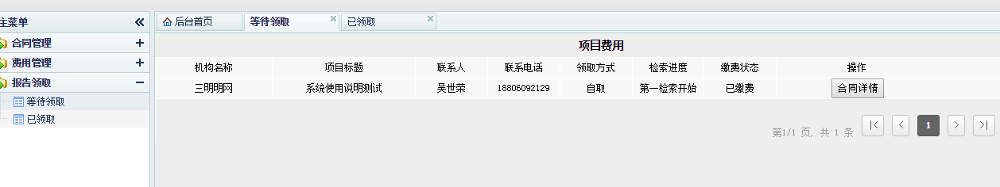 主菜单
合同管理
费用管理
报告领取
等待领取
已领取
后台首页 等待领取 已领取
项目费用
机构名称 项目标题 联系人 联系电话 领取方式 检索进度 缴费状态 操作
三明明网 系统使用说明测试 吴世荣 18806092129 自取 第一检索开始 已缴费 合同详情
第1/1 页, 共 1 条 1